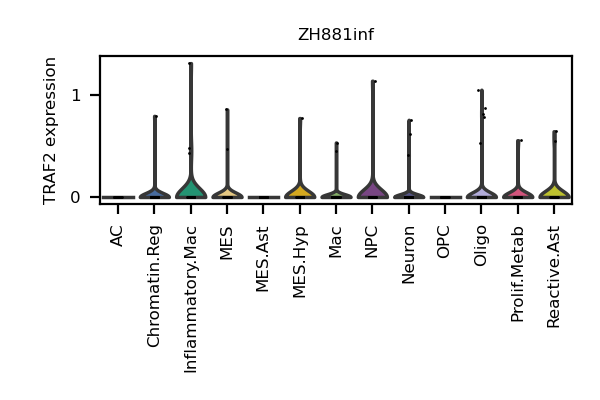 ZH881inf
TRAF2 expression
1
0
AC
Chromatin.Reg
Inflammatory.Mac
MES
MES.Ast
MES.Hyp
Mac
NPC
Neuron
OPC
Oligo
Prolif.Metab
Reactive.Ast